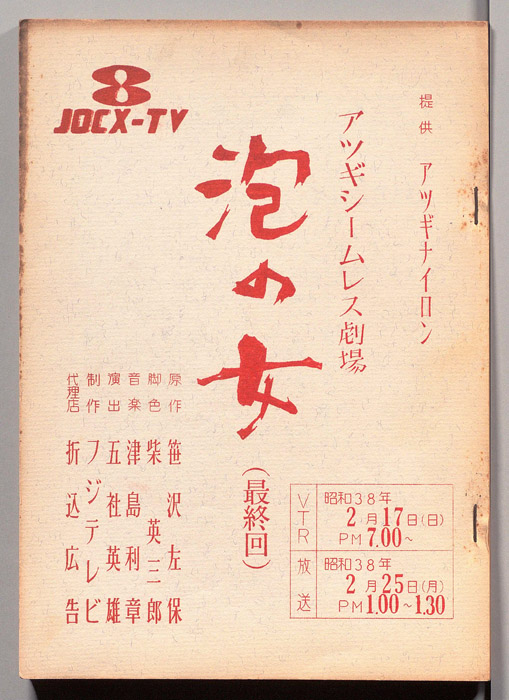 8
JOCX-TV
提供 アツギナイロン
アツギシームレス劇場
泡の女
(最終回)
原作 笹沢左保
脚色 柴英三郎
音楽 津島利章
演出 五社英雄
制作 フジテレビ
代理店 折込広告
VTR
昭和38年
2月17日(日)
PM7.00~
放送
昭和38年
2月25日(月)
PM1.00~1.30